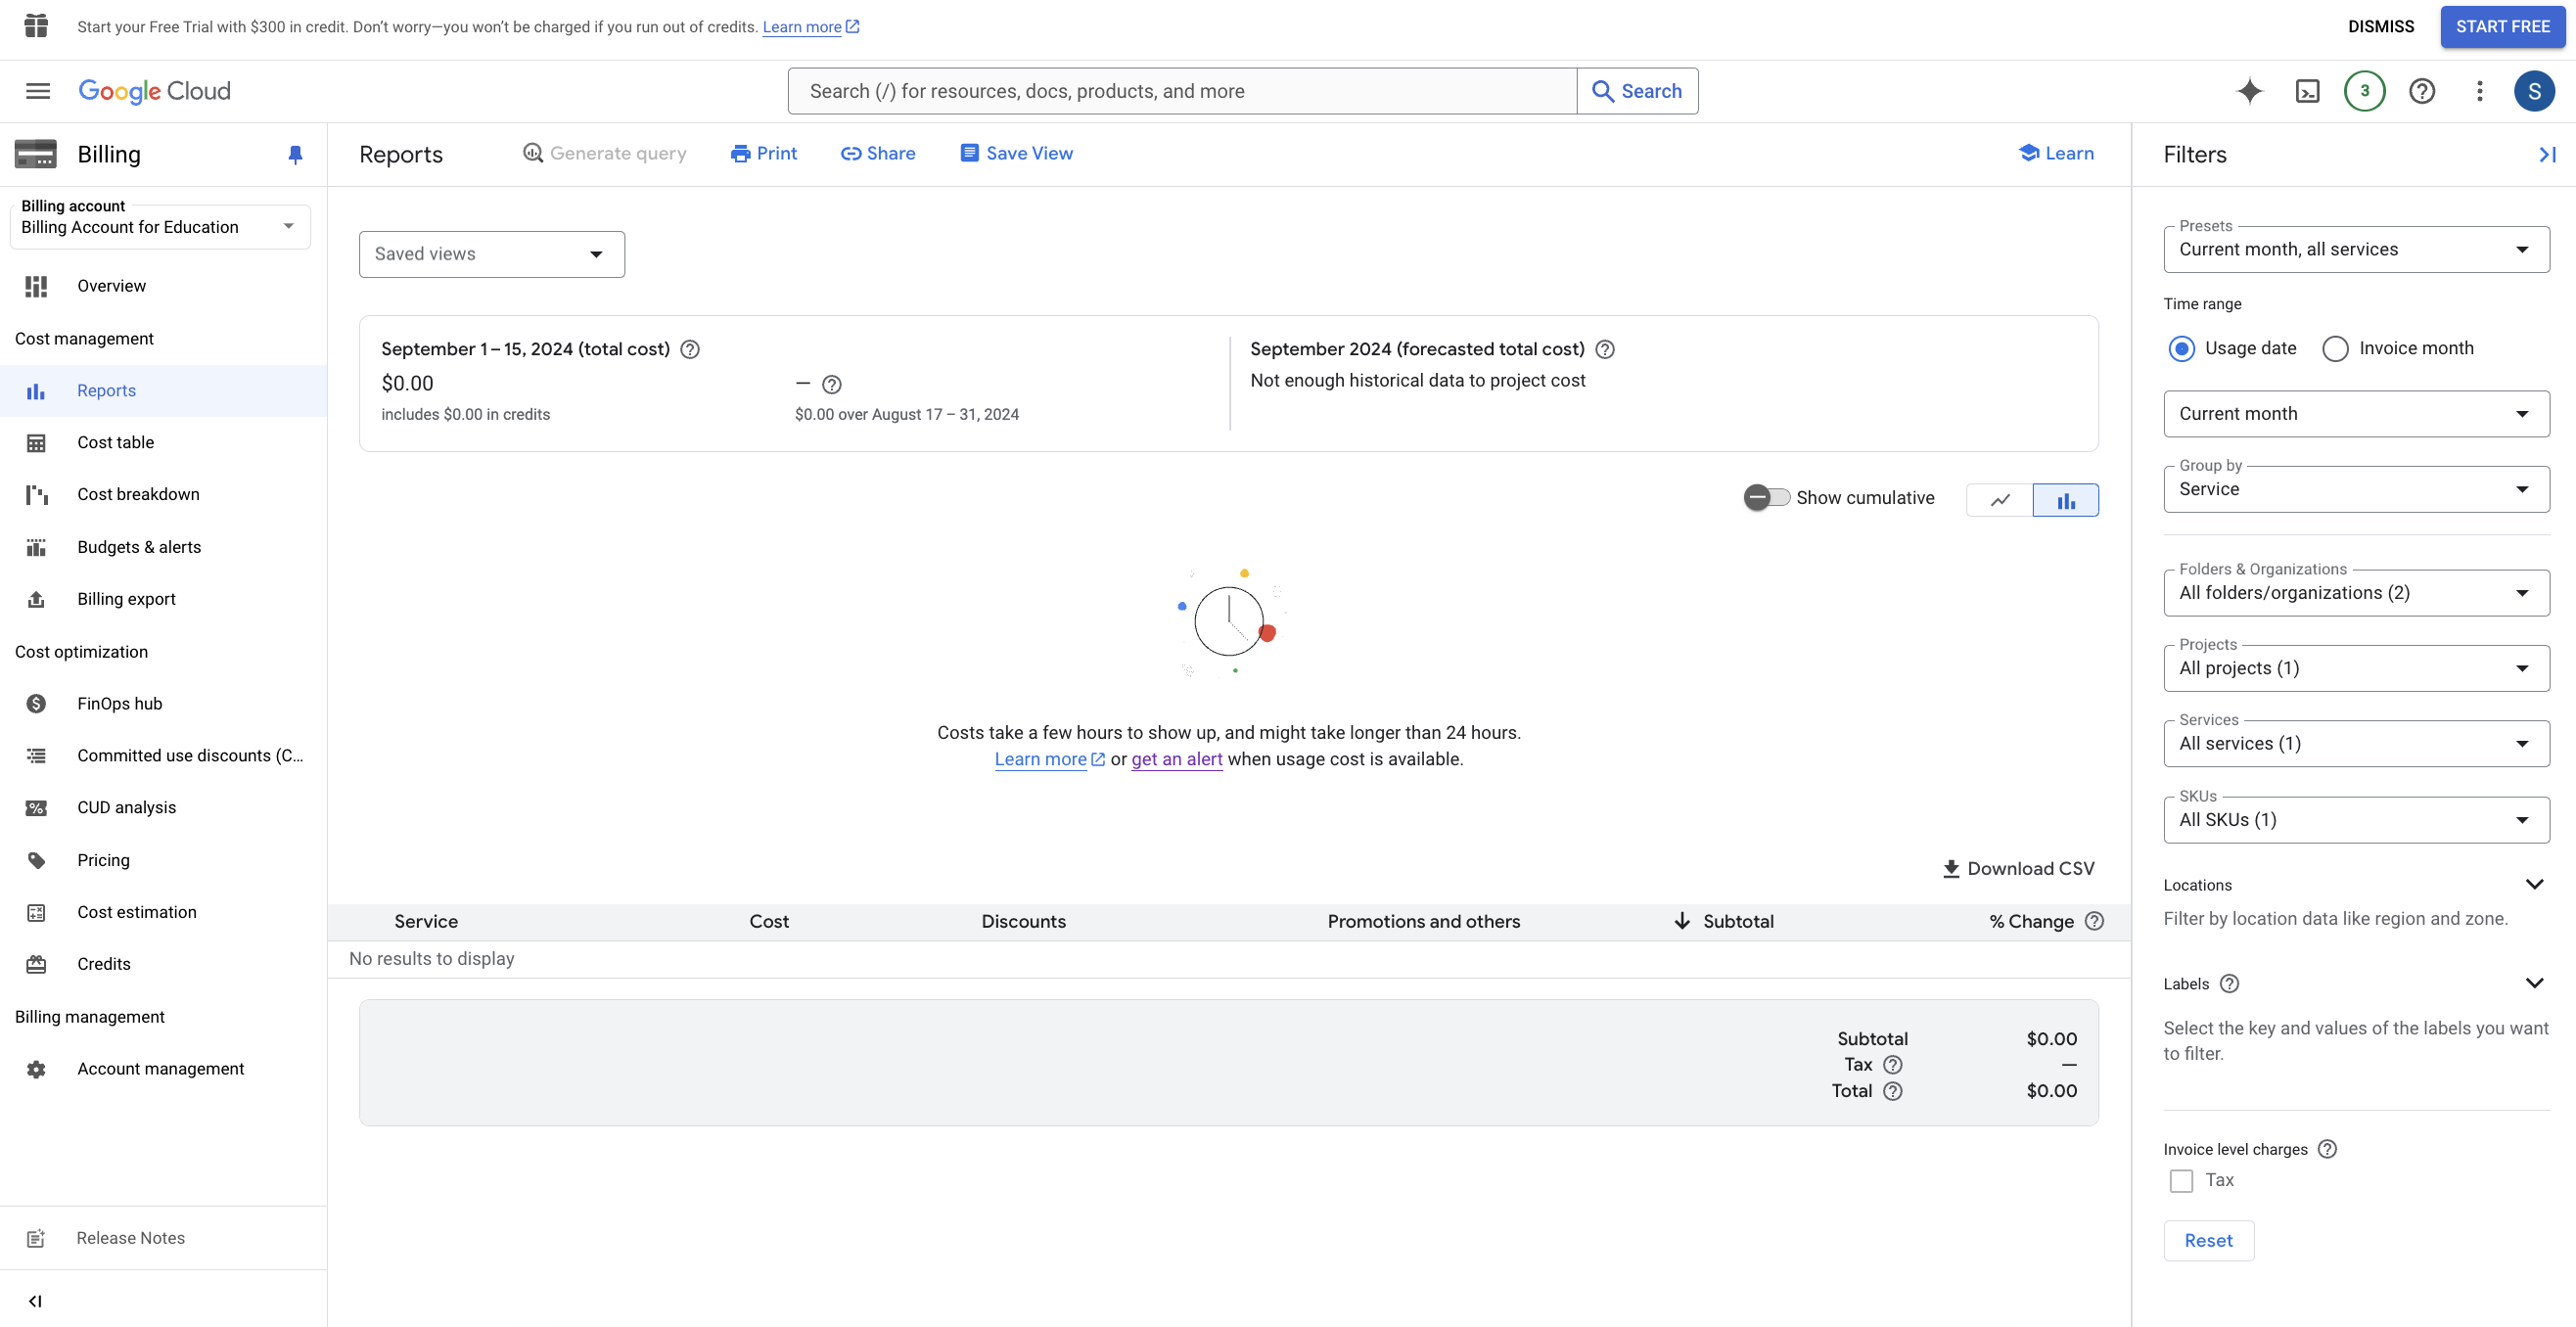 Start your Free Trial with $300 in credit. Don't worry—you won't be charged if you run out of credits. Learn more
DISMISS
START FREE
Google Cloud
Search (/) for resources, docs, products, and more
Search
3
S
Billing
Billing account
Billing Account for Education
Overview
Cost management
Reports
Cost table
Cost breakdown
Budgets & alerts
Billing export
Cost optimization
FinOps hub
Committed use discounts (C...
CUD analysis
Pricing
Cost estimation
Credits
Billing management
Account management
Release Notes
Reports
Generate query
Print
Share
Save View
Learn
Saved views
September 1 – 15, 2024 (total cost)
$0.00
includes $0.00 in credits
—
$0.00 over August 17 – 31, 2024
September 2024 (forecasted total cost)
Not enough historical data to project cost
Show cumulative
Costs take a few hours to show up, and might take longer than 24 hours.
Learn more or get an alert when usage cost is available.
Download CSV
Service Cost Discounts Promotions and others Subtotal % Change
No results to display
Subtotal $0.00
Tax —
Total $0.00
Filters
Presets
Current month, all services
Time range
Usage date Invoice month
Current month
Group by
Service
Folders & Organizations
All folders/organizations (2)
Projects
All projects (1)
Services
All services (1)
SKUs
All SKUs (1)
Locations
Filter by location data like region and zone.
Labels
Select the key and values of the labels you want
to filter.
Invoice level charges
Tax
Reset